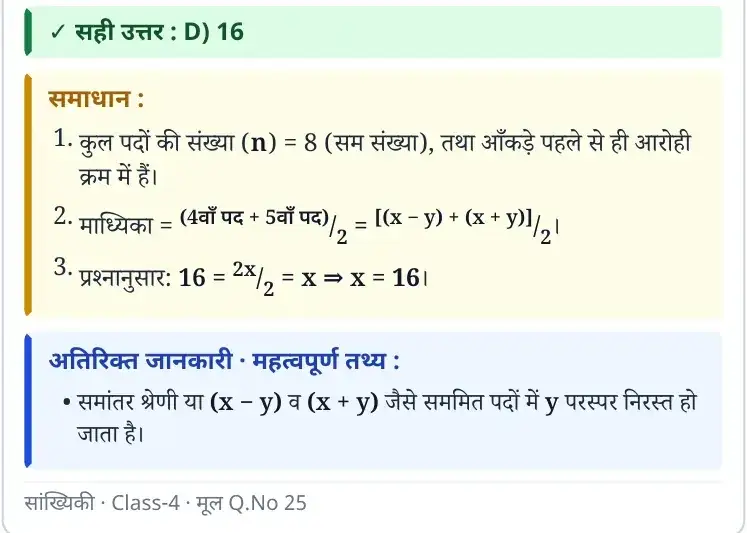 ✓ सही उत्तर : D) 16
समाधान :
1. कुल पदों की संख्या (n) = 8 (सम संख्या), तथा आँकड़े पहले से ही आरोही
क्रम में हैं।
2. माध्यिका = (4वाँ पद + 5वाँ पद)/2 = [(x − y) + (x + y)]/2।
3. प्रश्नानुसार: 16 = 2x/2 = x ⇒ x = 16।
अतिरिक्त जानकारी · महत्वपूर्ण तथ्य :
• समांतर श्रेणी या (x − y) व (x + y) जैसे सममित पदों में y परस्पर निरस्त हो
जाता है।
सांख्यिकी · Class-4 · मूल Q.No 25